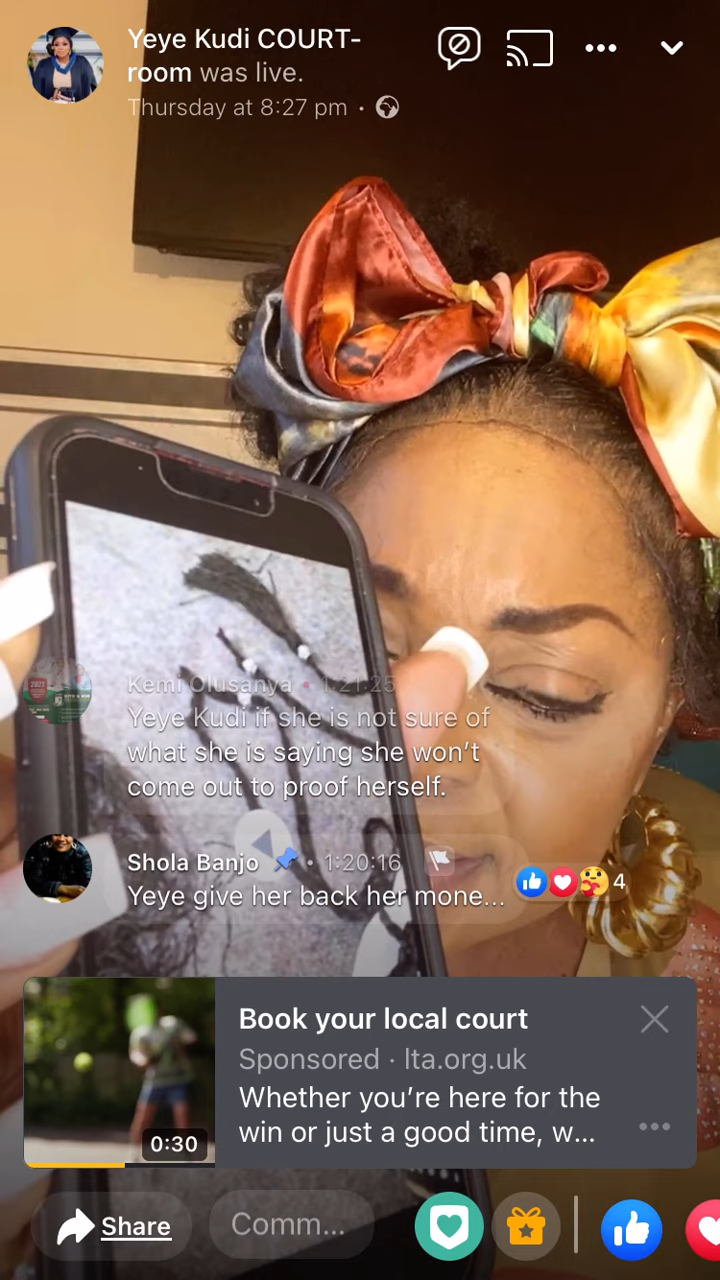 Yeye Kudi COURT-
room was live.
Thursday at 8:27 pm ·
Kemi Olusanya • 1:21:25
Yeye Kudi if she is not sure of
what she is saying she won't
come out to proof herself.
Shola Banjo • 1:20:16
Yeye give her back her mone...
4
Book your local court
Sponsored · lta.org.uk
Whether you're here for the
win or just a good time, w...
0:30
Share
Comm...